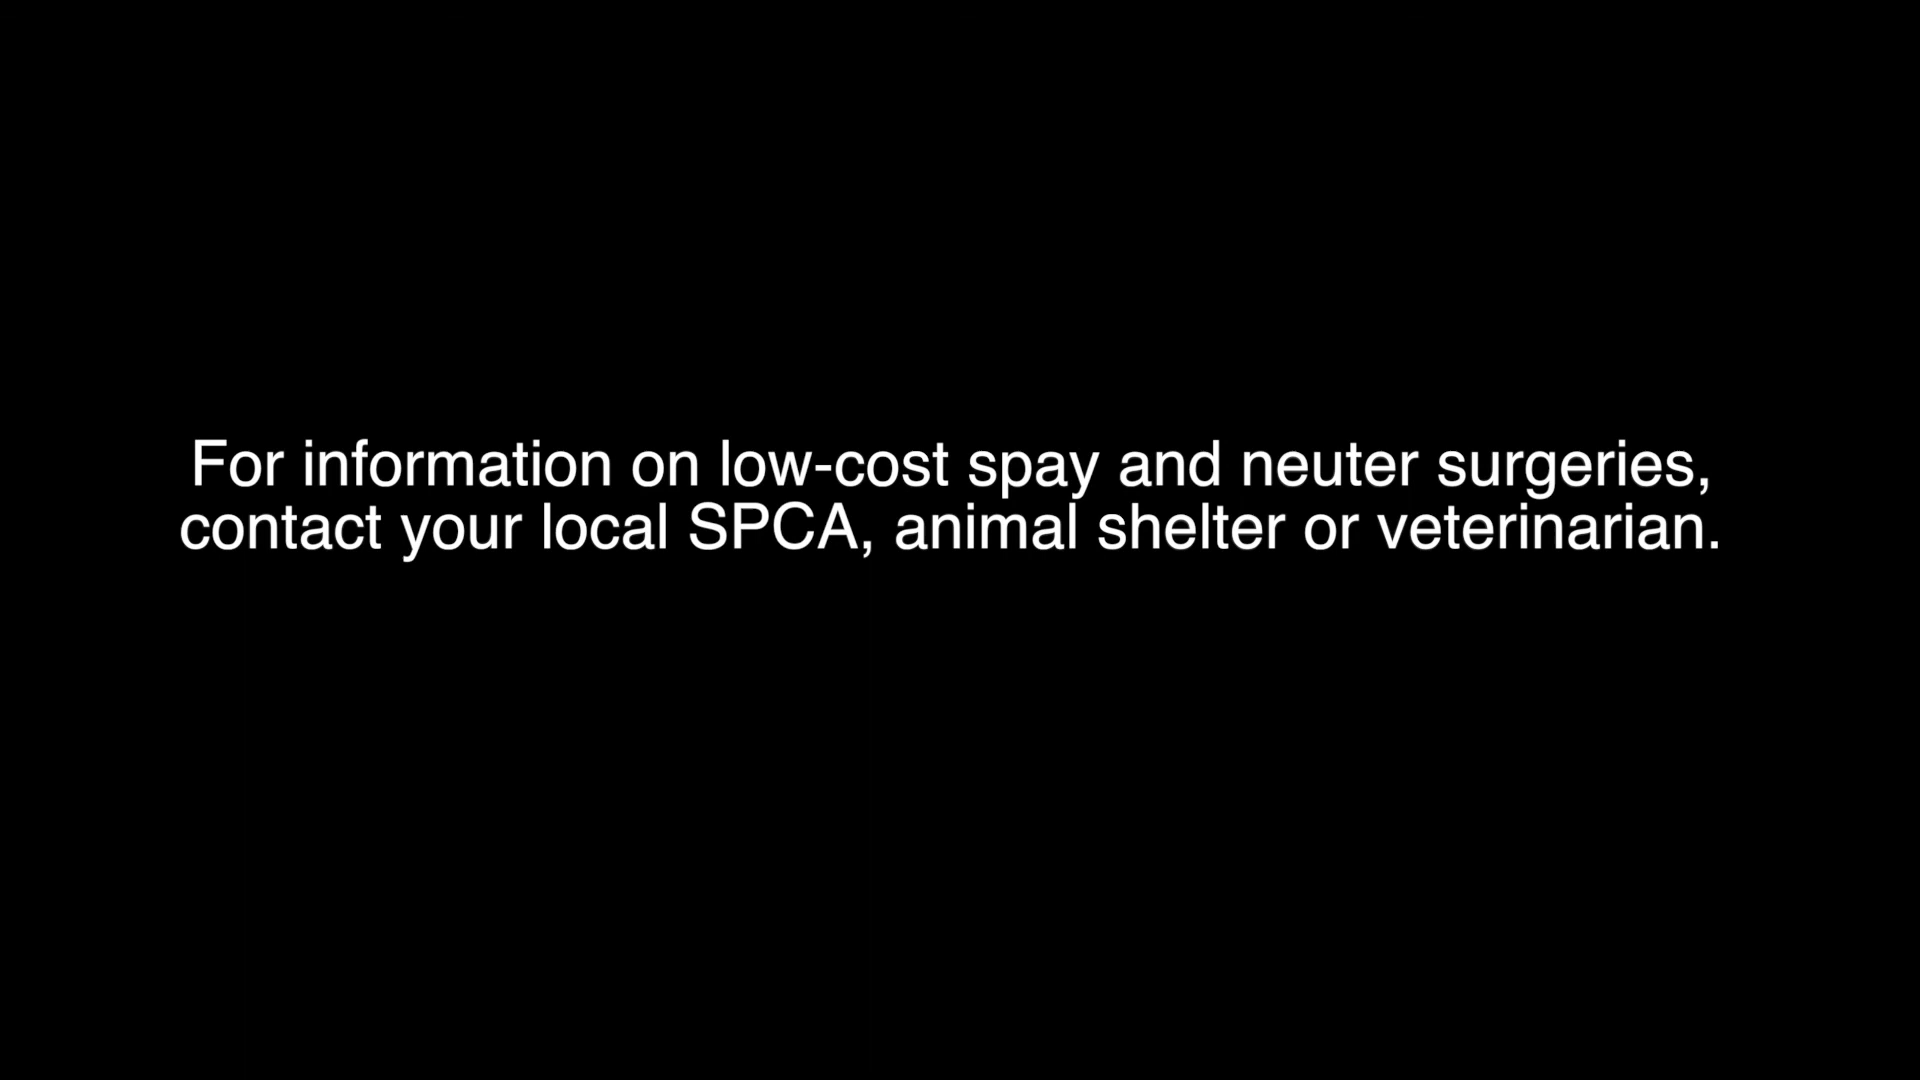 For information on low-cost spay and neuter surgeries,
contact your local SPCA, animal shelter or veterinarian.